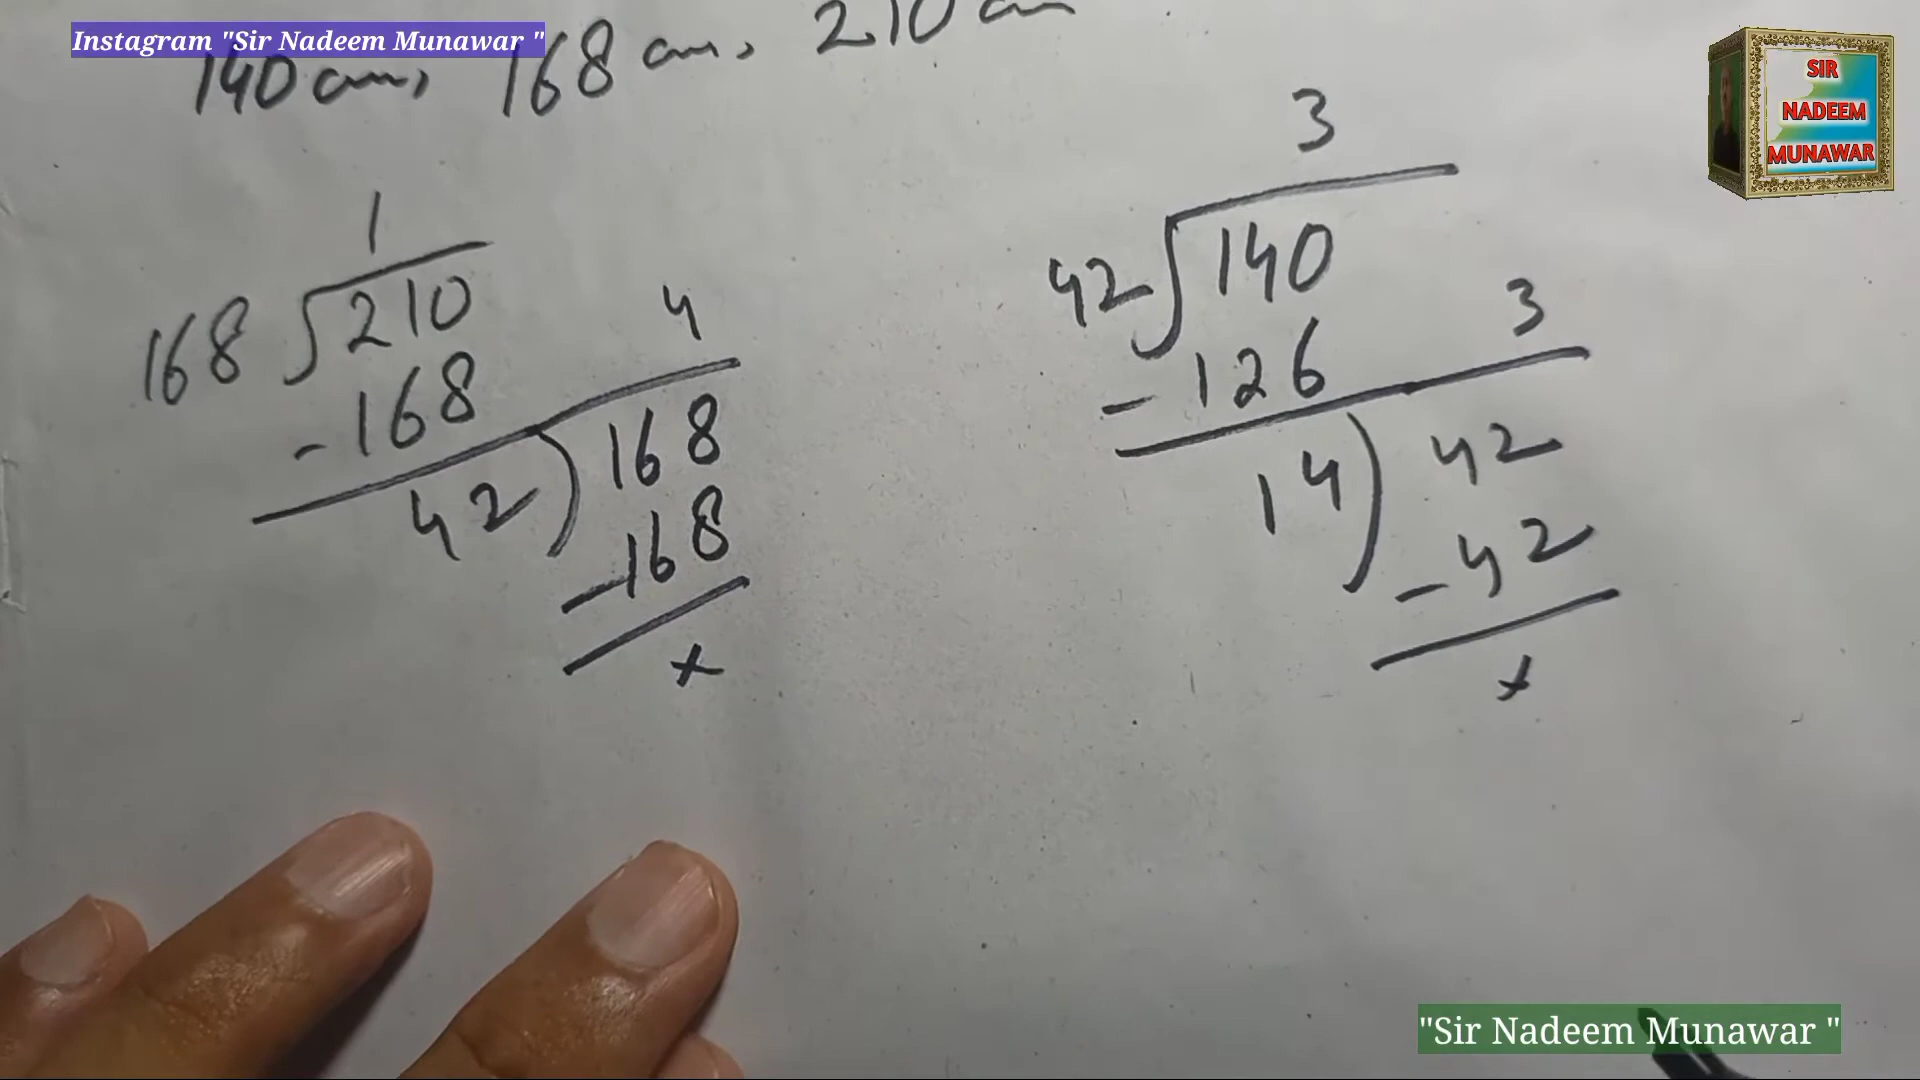 Instagram "Sir Nadeem Munawar "
140 cm, 168 cm, 210 cm
SIR
NADEEM
MUNAWAR
1
168 210
-168 4
42 ) 168
-168
x
3
42 140
-126 3
14 ) 42
-42
x
"Sir Nadeem Munawar "